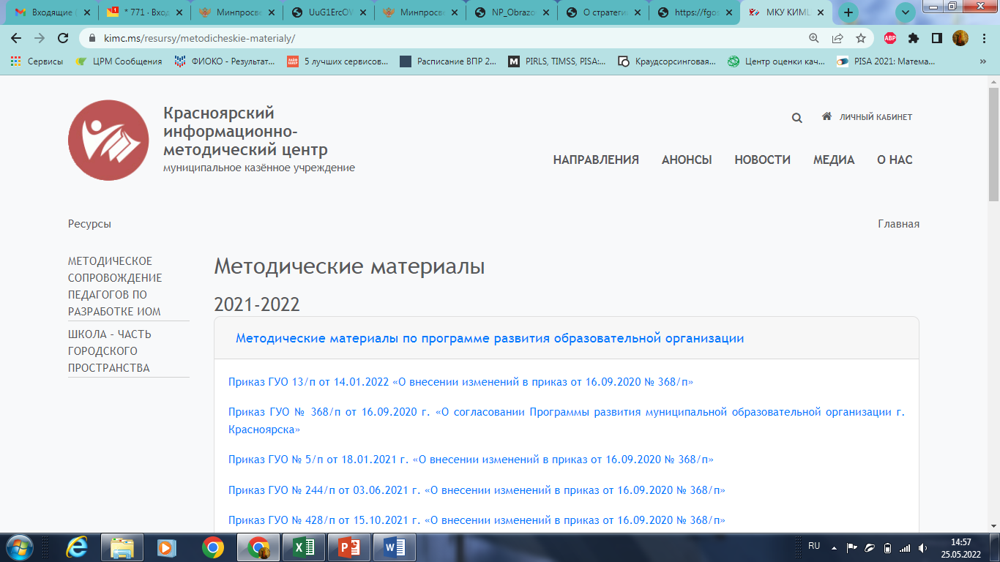 Входящие (
* 771 · Вход
Минпросве
UuG1ErcOV
Минпросве
NP_Obrazo
О стратеги
https://fgos
МКУ КИМЦ
kimc.ms/resursy/metodicheskie-materialy/
ABP
Сервисы
ЦРМ Сообщения
ФИОКО - Результат...
5 лучших сервисов...
Расписание ВПР 2...
PIRLS, TIMSS, PISA:...
Краудсорсинговая...
Центр оценки кач...
PISA 2021: Матема...
»
Красноярский
информационно-
методический центр
муниципальное казённое учреждение
ЛИЧНЫЙ КАБИНЕТ
НАПРАВЛЕНИЯ АНОНСЫ НОВОСТИ МЕДИА О НАС
Ресурсы
Главная
МЕТОДИЧЕСКОЕ
СОПРОВОЖДЕНИЕ
ПЕДАГОГОВ ПО
РАЗРАБОТКЕ ИОМ
ШКОЛА – ЧАСТЬ
ГОРОДСКОГО
ПРОСТРАНСТВА
Методические материалы
2021-2022
Методические материалы по программе развития образовательной организации
Приказ ГУО 13/п от 14.01.2022 «О внесении изменений в приказ от 16.09.2020 № 368/п»
Приказ ГУО № 368/п от 16.09.2020 г. «О согласовании Программы развития муниципальной образовательной организации г.
Красноярска»
Приказ ГУО № 5/п от 18.01.2021 г. «О внесении изменений в приказ от 16.09.2020 № 368/п»
Приказ ГУО № 244/п от 03.06.2021 г. «О внесении изменений в приказ от 16.09.2020 № 368/п»
Приказ ГУО № 428/п от 15.10.2021 г. «О внесении изменений в приказ от 16.09.2020 № 368/п»
RU
14:57
25.05.2022